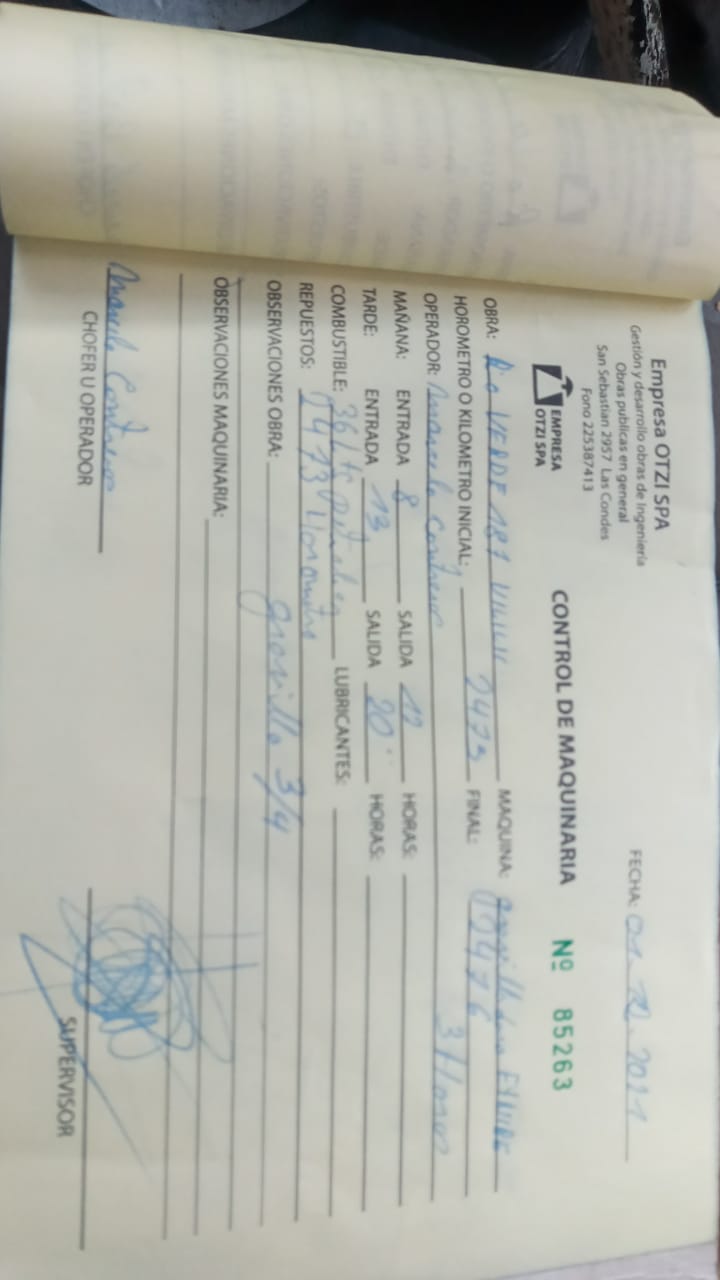 Empresa OTZI SPA
Gestión y desarrollo obras de Ingeniería
Obras publicas en general
San Sebastian 2957 Las Condes
Fono 225387413
EMPRESA
OTZI SPA
FECHA: 01. 12. 2021
CONTROL DE MAQUINARIA Nº 85263
OBRA: Rio VERDE 181 MAQUINA:
HOROMETRO O KILOMETRO INICIAL: 2473 FINAL: 2476
3 Horas
OPERADOR: Marcelo Contreras
MAÑANA: ENTRADA 8 SALIDA 12 HORAS:
TARDE: ENTRADA 13 SALIDA 20 HORAS:
COMBUSTIBLE: 36 Lts petroleo LUBRICANTES:
REPUESTOS: 2473 Horometro
OBSERVACIONES OBRA: gravilla 3/4
OBSERVACIONES MAQUINARIA:
Marcelo Contreras
CHOFER U OPERADOR
SUPERVISOR